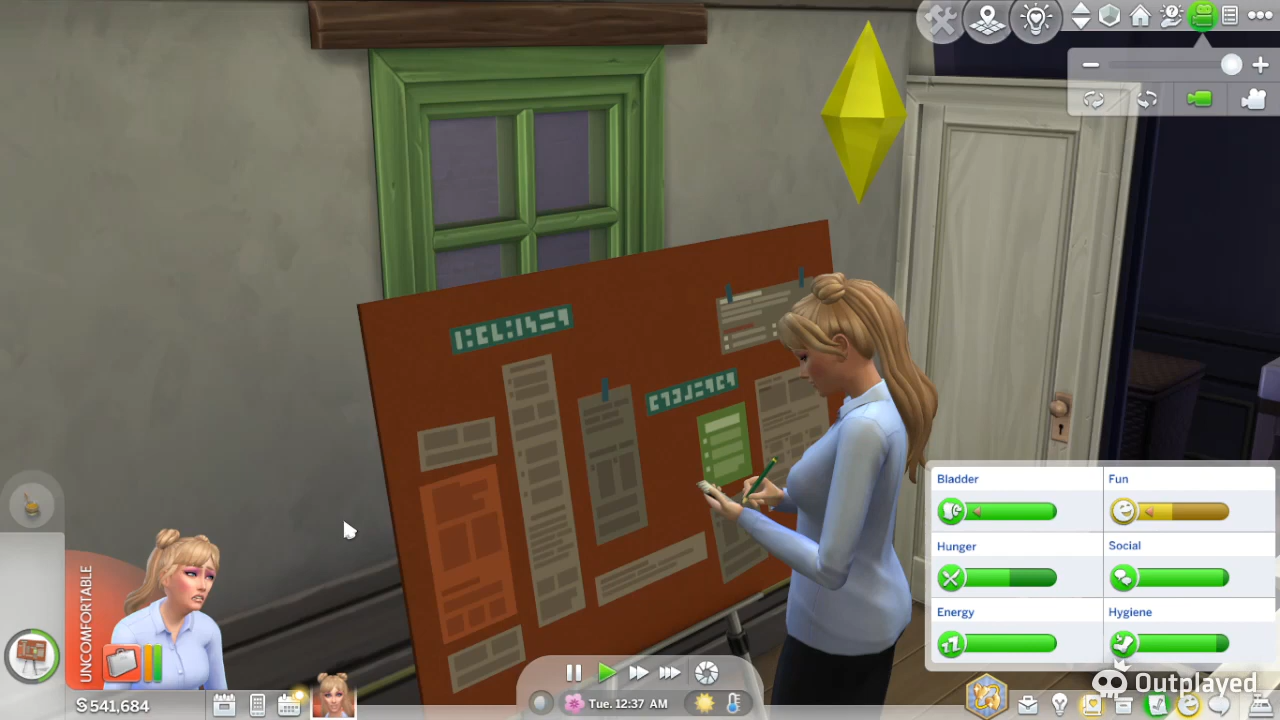 Bladder
Fun
Hunger
Social
Energy
Hygiene
UNCOMFORTABLE
§541,684
Tue. 12:37 AM
Outplayed